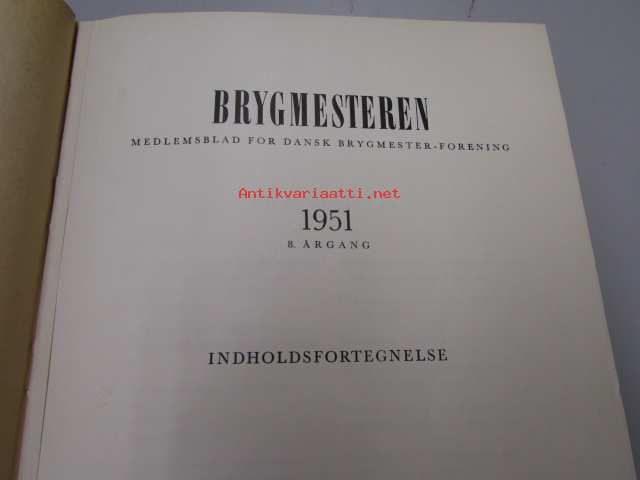 BRYGMESTEREN
MEDLEMSBLAD FOR DANSK BRYGMESTER-FORENING
Antikvariaatti.net
1951
8. ÅRGANG
INDHOLDSFORTEGNELSE